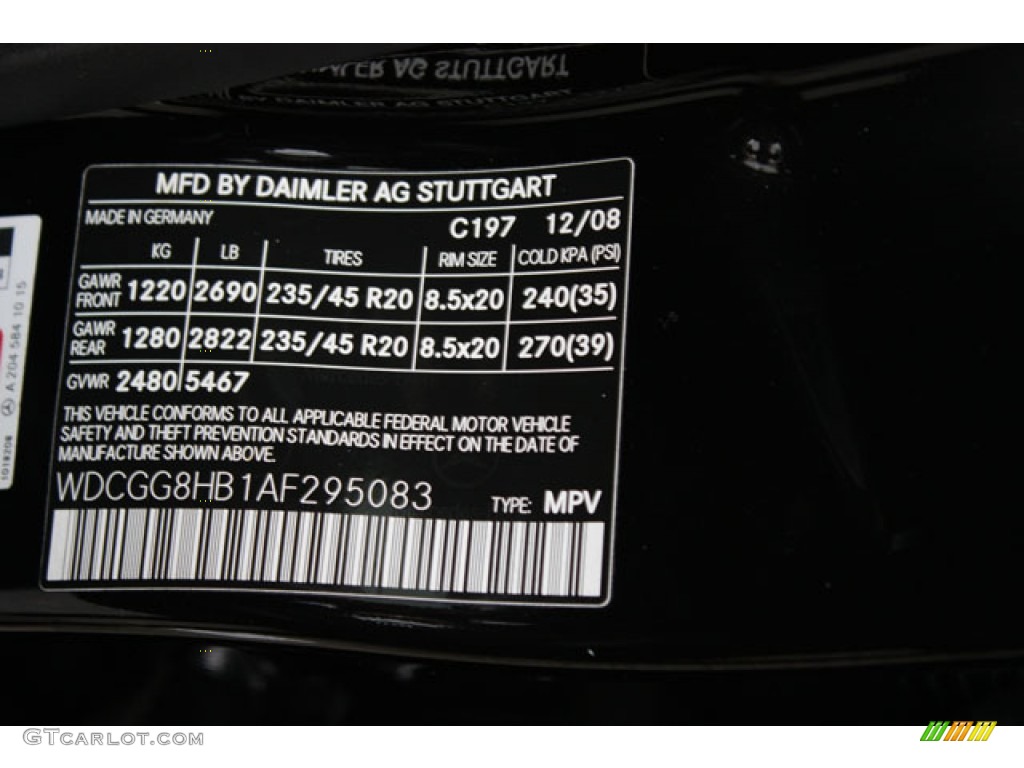 MFD BY DAIMLER AG STUTTGART
MADE IN GERMANY C197 12/08
KG LB TIRES RIM SIZE COLD KPA (PSI)
GAWR FRONT 1220 2690 235/45 R20 8.5x20 240(35)
GAWR REAR 1280 2822 235/45 R20 8.5x20 270(39)
GVWR 2480 5467
THIS VEHICLE CONFORMS TO ALL APPLICABLE FEDERAL MOTOR VEHICLE
SAFETY AND THEFT PREVENTION STANDARDS IN EFFECT ON THE DATE OF
MANUFACTURE SHOWN ABOVE.
WDCGG8HB1AF295083 TYPE: MPV
A 204 584 10 15
GTCARLOT.COM